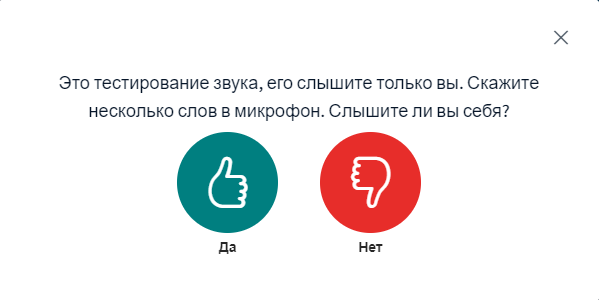 Это тестирование звука, его слышите только вы. Скажите
несколько слов в микрофон. Слышите ли вы себя?
Да
Нет